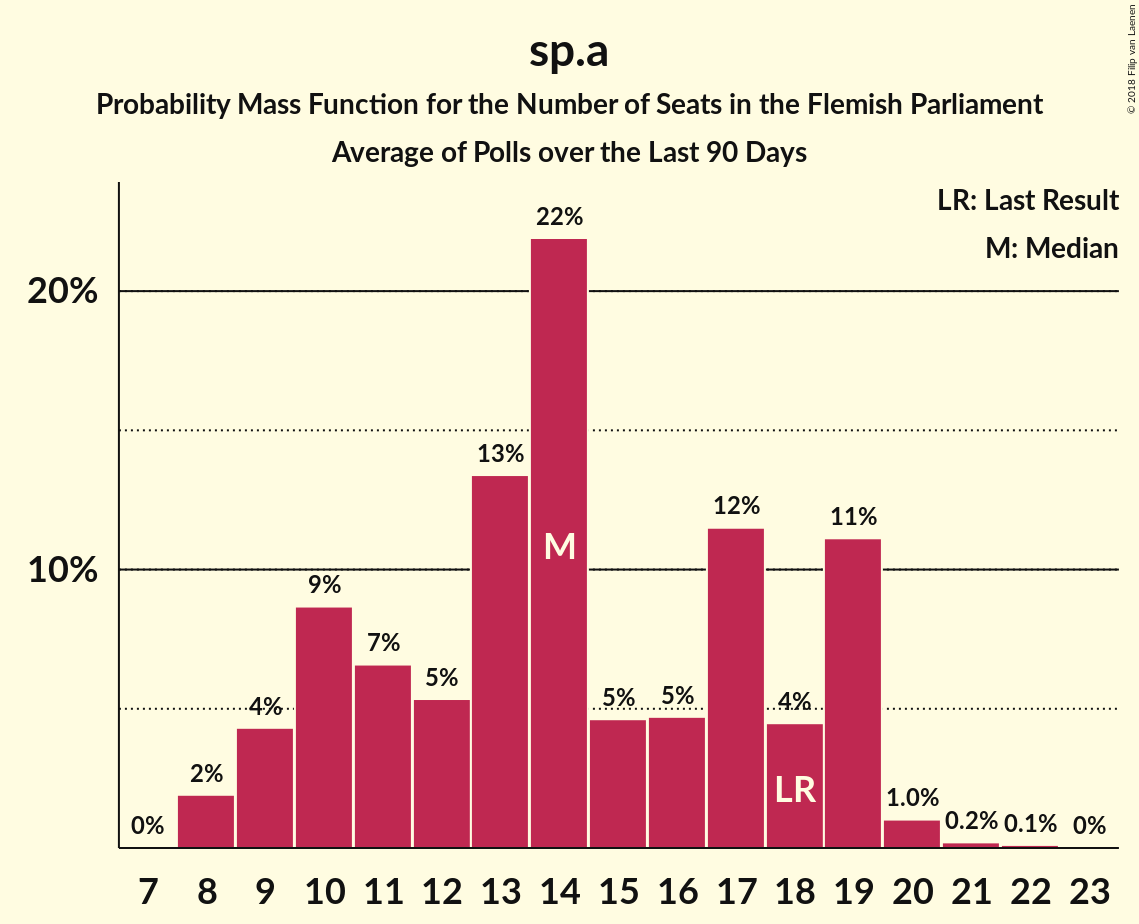 sp.a
Probability Mass Function for the Number of Seats in the Flemish Parliament
Average of Polls over the Last 90 Days
© 2018 Filip van Laenen
LR: Last Result
M: Median
20%
10%
0%
2%
4%
9%
7%
5%
13%
22%
5%
5%
12%
4%
11%
1.0%
0.2%
0.1%
0%
M
LR
7 8 9 10 11 12 13 14 15 16 17 18 19 20 21 22 23